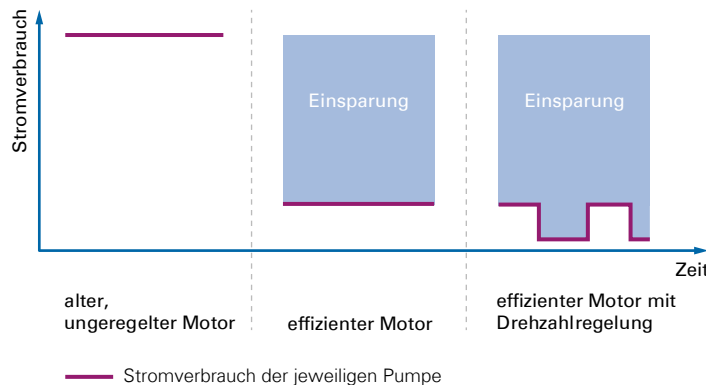 Stromverbrauch
Einsparung
Einsparung
Zeit
alter,
ungeregelter Motor
effizienter Motor
effizienter Motor mit
Drehzahlregelung
Stromverbrauch der jeweiligen Pumpe